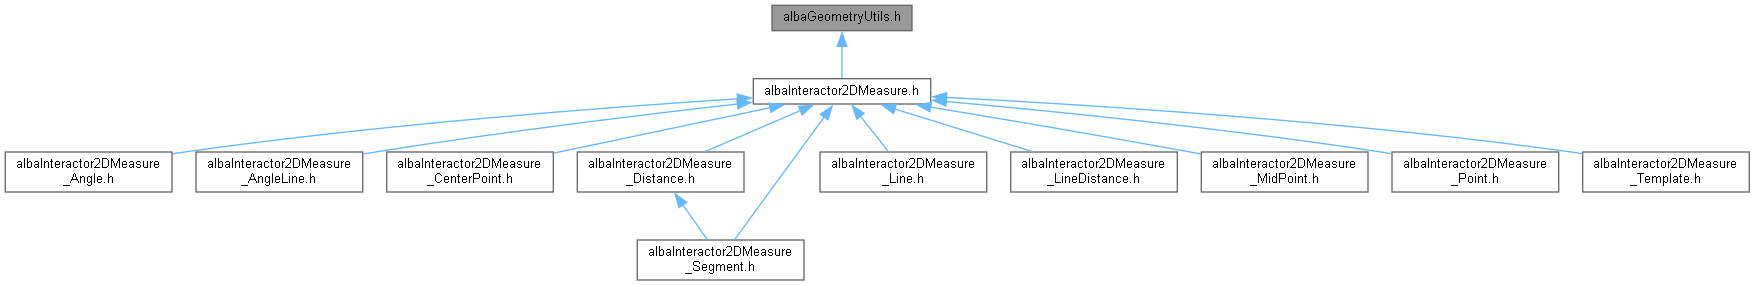 albaGeometryUtils.h
albaInteractor2DMeasure.h
albaInteractor2DMeasure
_Angle.h
albaInteractor2DMeasure
_AngleLine.h
albaInteractor2DMeasure
_CenterPoint.h
albaInteractor2DMeasure
_Distance.h
albaInteractor2DMeasure
_Line.h
albaInteractor2DMeasure
_LineDistance.h
albaInteractor2DMeasure
_MidPoint.h
albaInteractor2DMeasure
_Point.h
albaInteractor2DMeasure
_Template.h
albaInteractor2DMeasure
_Segment.h